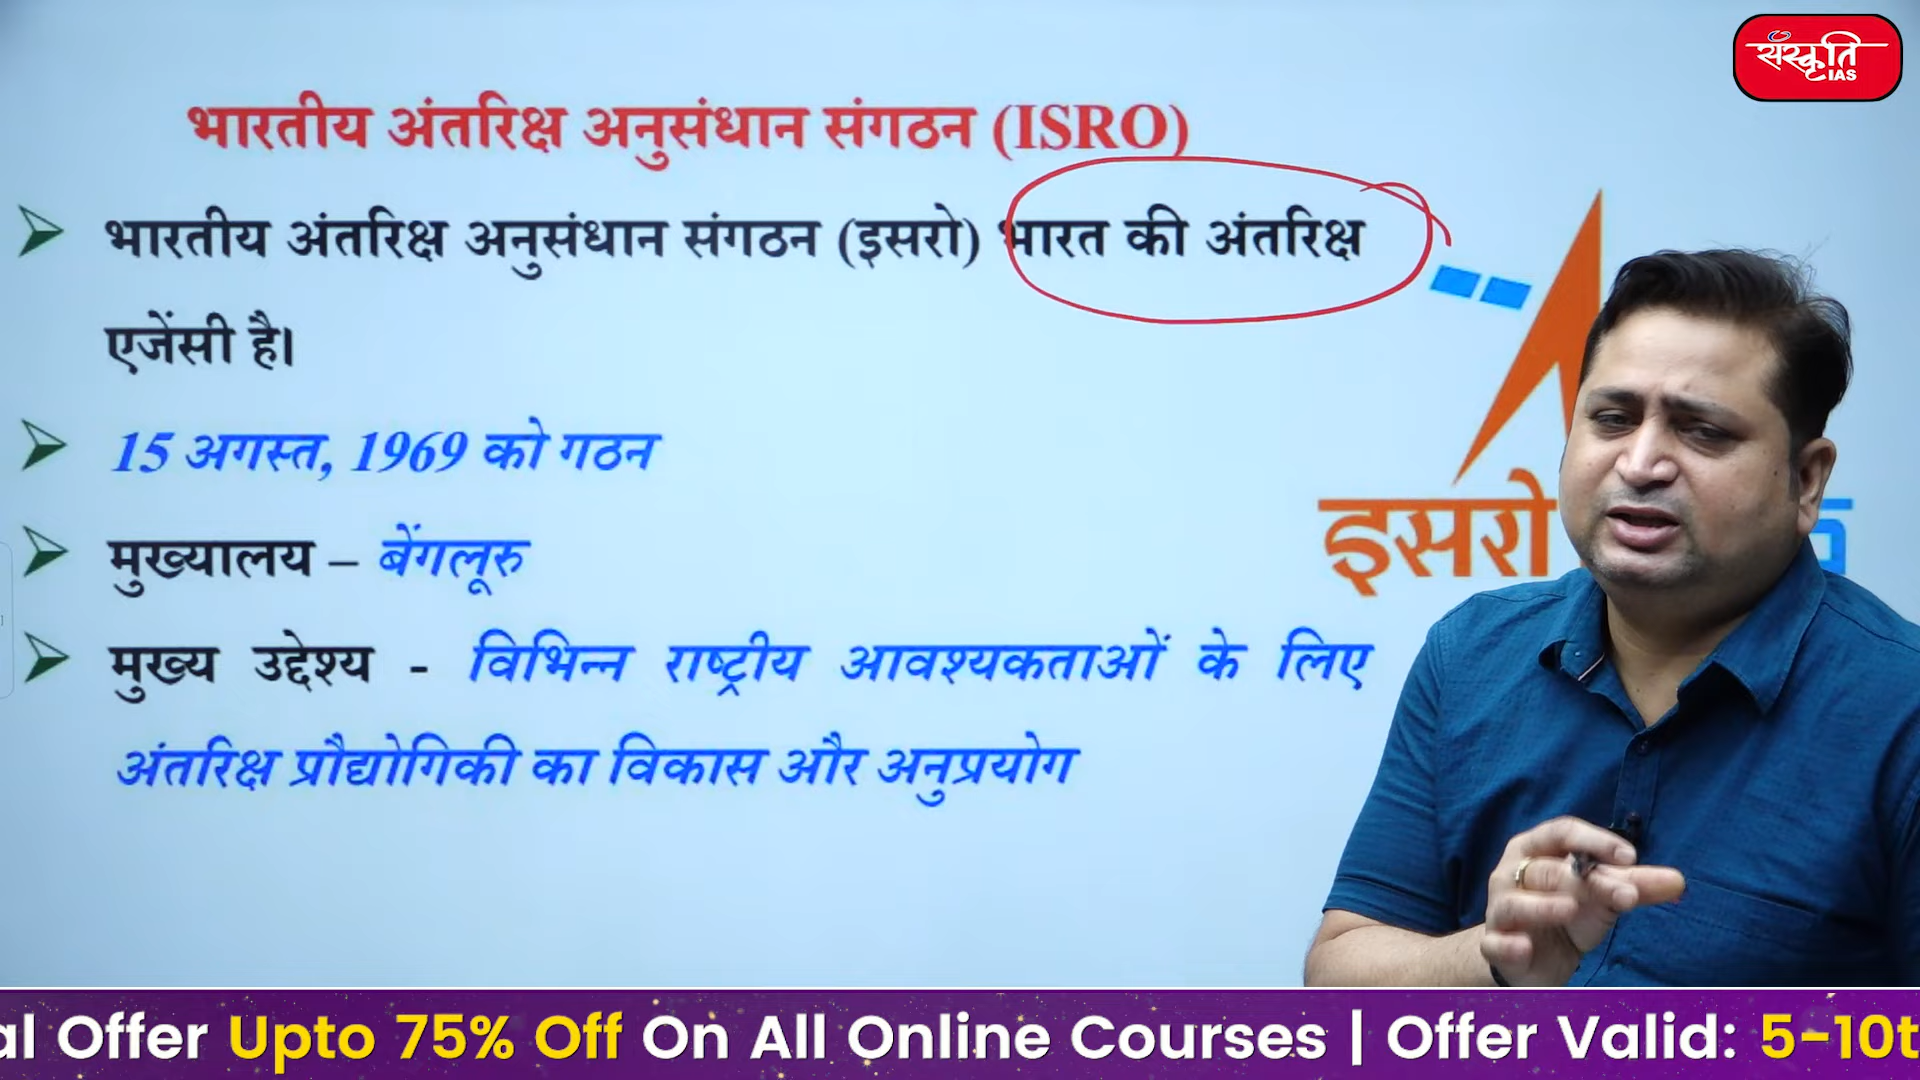 संस्कृति
IAS
भारतीय अंतरिक्ष अनुसंधान संगठन (ISRO)
भारतीय अंतरिक्ष अनुसंधान संगठन (इसरो) भारत की अंतरिक्ष
एजेंसी है।
15 अगस्त, 1969 को गठन
मुख्यालय – बेंगलूरु
मुख्य उद्देश्य - विभिन्न राष्ट्रीय आवश्यकताओं के लिए
अंतरिक्ष प्रौद्योगिकी का विकास और अनुप्रयोग
इसरो
al Offer Upto 75% Off On All Online Courses | Offer Valid: 5-10t